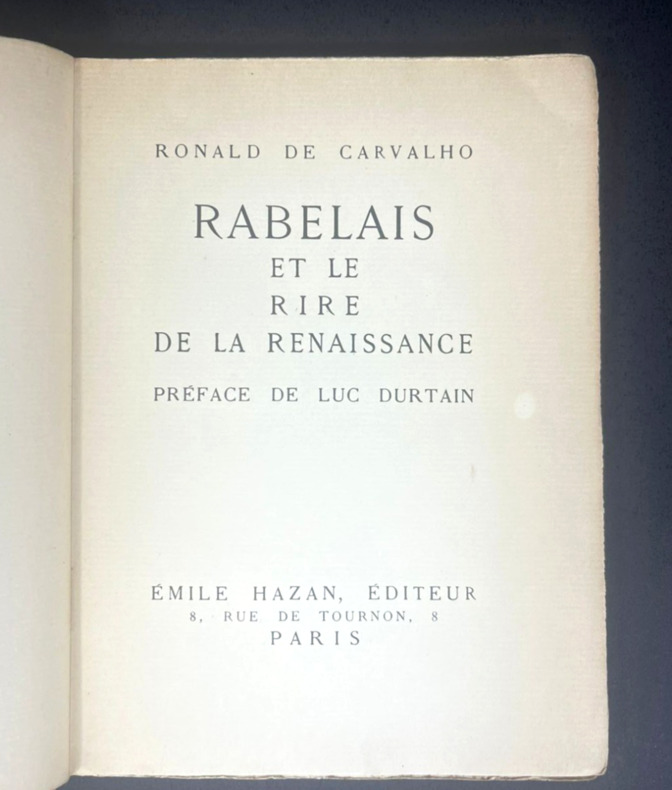 RONALD DE CARVALHO
RABELAIS
ET LE
RIRE
DE LA RENAISSANCE
PRÉFACE DE LUC DURTAIN
ÉMILE HAZAN, ÉDITEUR
8, RUE DE TOURNON, 8
PARIS